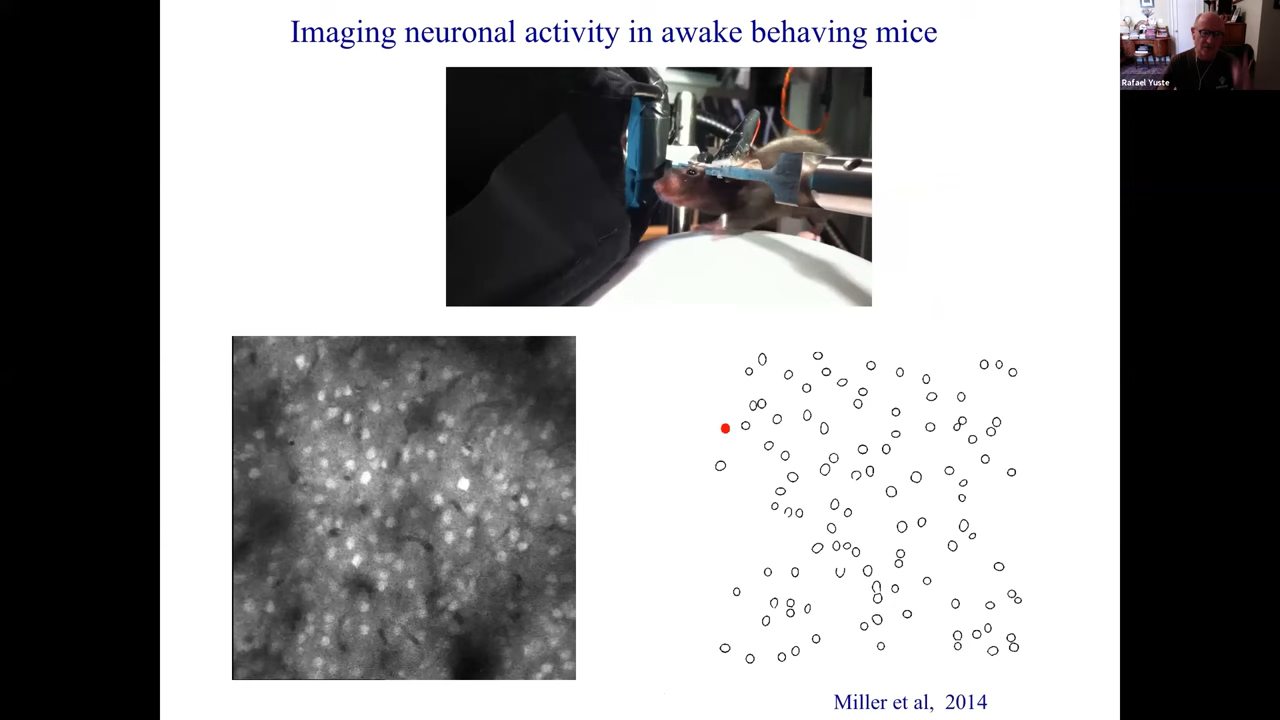 Imaging neuronal activity in awake behaving mice
Rafael Yuste
Miller et al, 2014